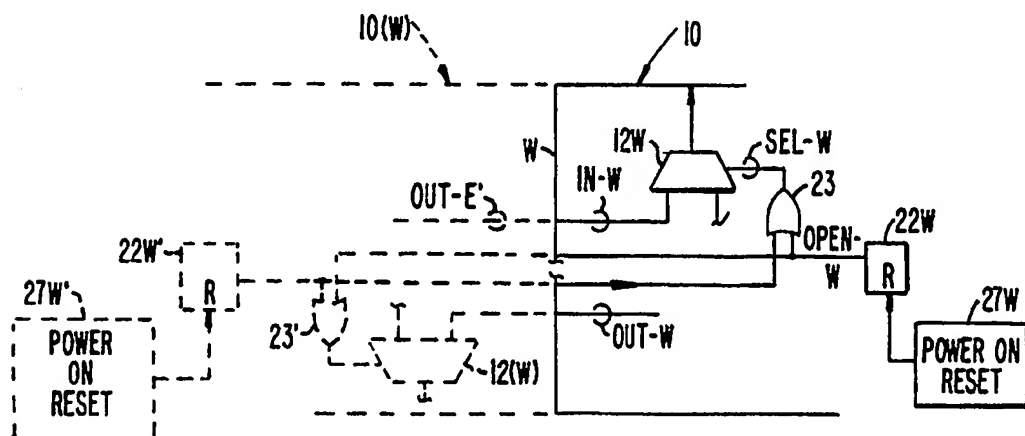 10(W)
10
W
12W
SEL-W
IN-W
23
OUT-E'
OPEN-
W
22W
R
22W'
R
27W'
POWER
ON
RESET
23'
12(W)
OUT-W
27W
POWER ON
RESET